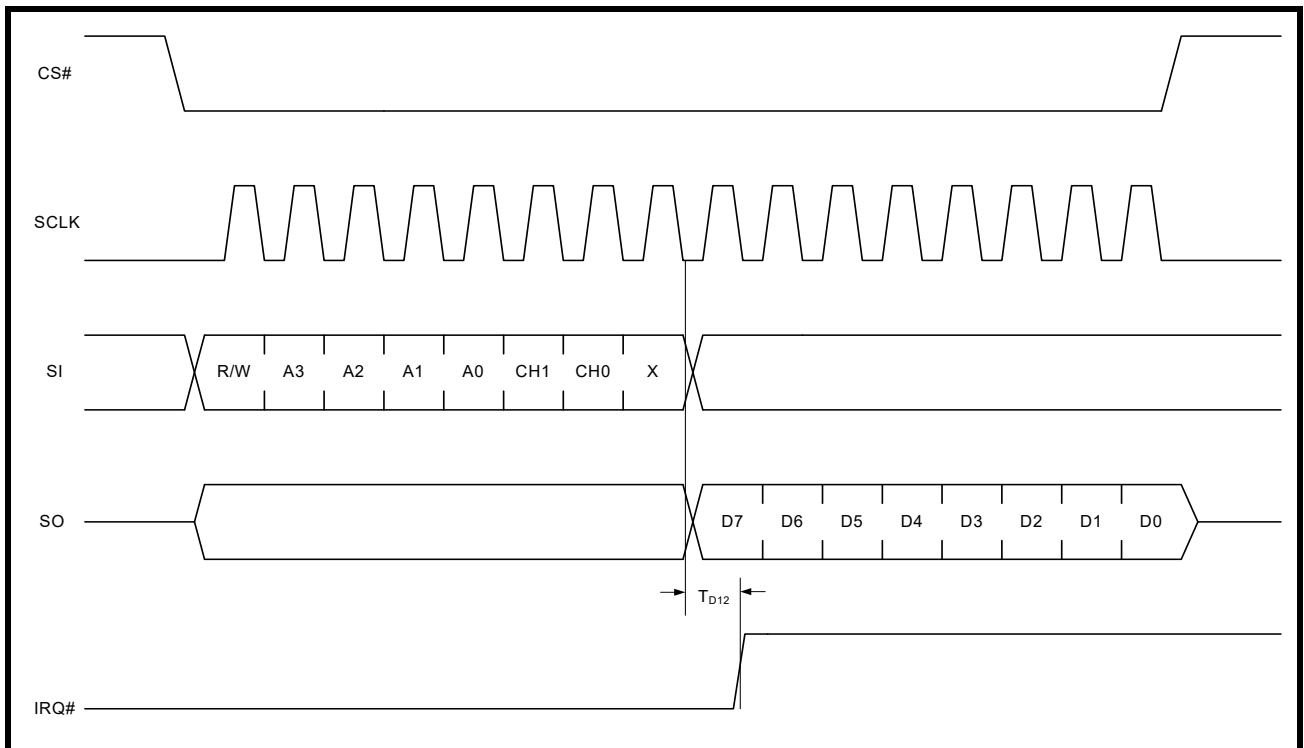 CS#
SCLK
SI R/W A3 A2 A1 A0 CH1 CH0 X
SO D7 D6 D5 D4 D3 D2 D1 D0
TD12
IRQ#